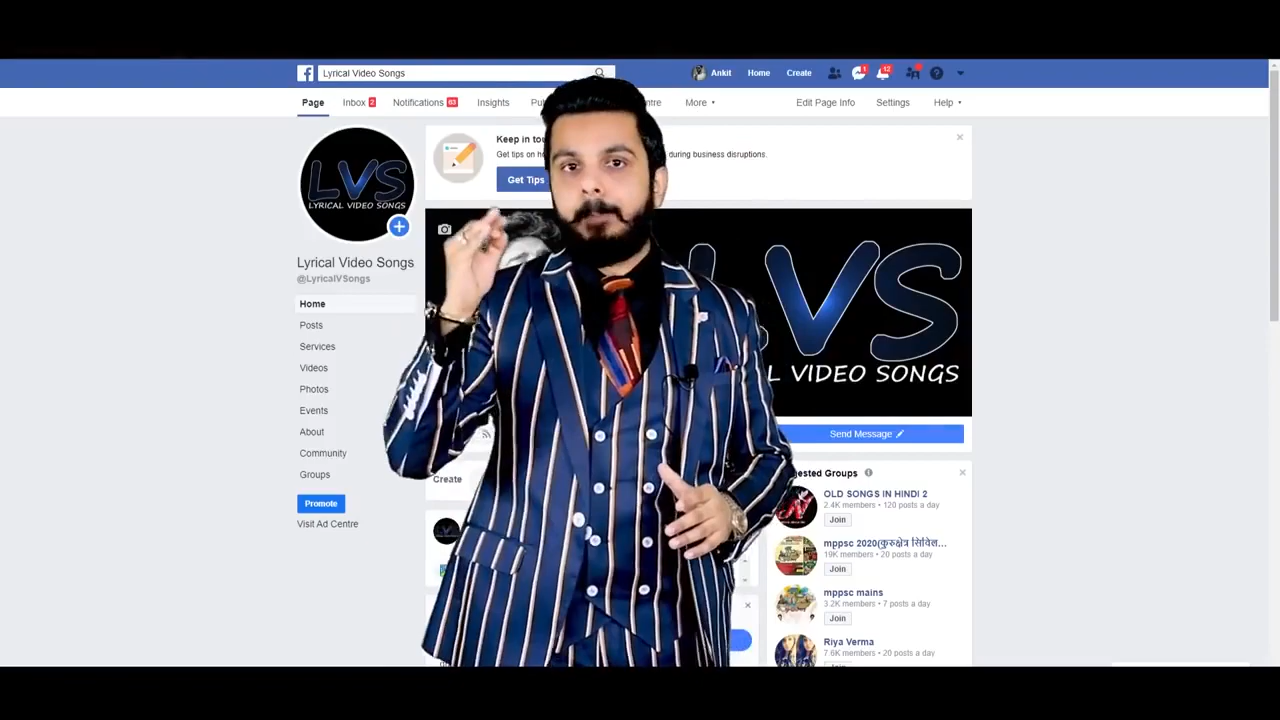 Lyrical Video Songs
Ankit
Home
Create
1
12
Page
Inbox 2
Notifications 63
Insights
More
Edit Page Info
Settings
Help
Keep in
Get tips on
during business disruptions.
Get Tips
LVS
LYRICAL VIDEO SONGS
Lyrical Video Songs
@LyricalVSongs
Home
Posts
Services
Videos
Photos
Events
About
Community
Groups
Promote
Visit Ad Centre
VS
VIDEO SONGS
Send Message
Create
Groups
OLD SONGS IN HINDI 2
2.4K members • 120 posts a day
Join
mppsc 2020(कुरुक्षेत्र सिविल...
19K members • 20 posts a day
Join
mppsc mains
3.2K members • 7 posts a day
Join
Riya Verma
7.6K members • 20 posts a day